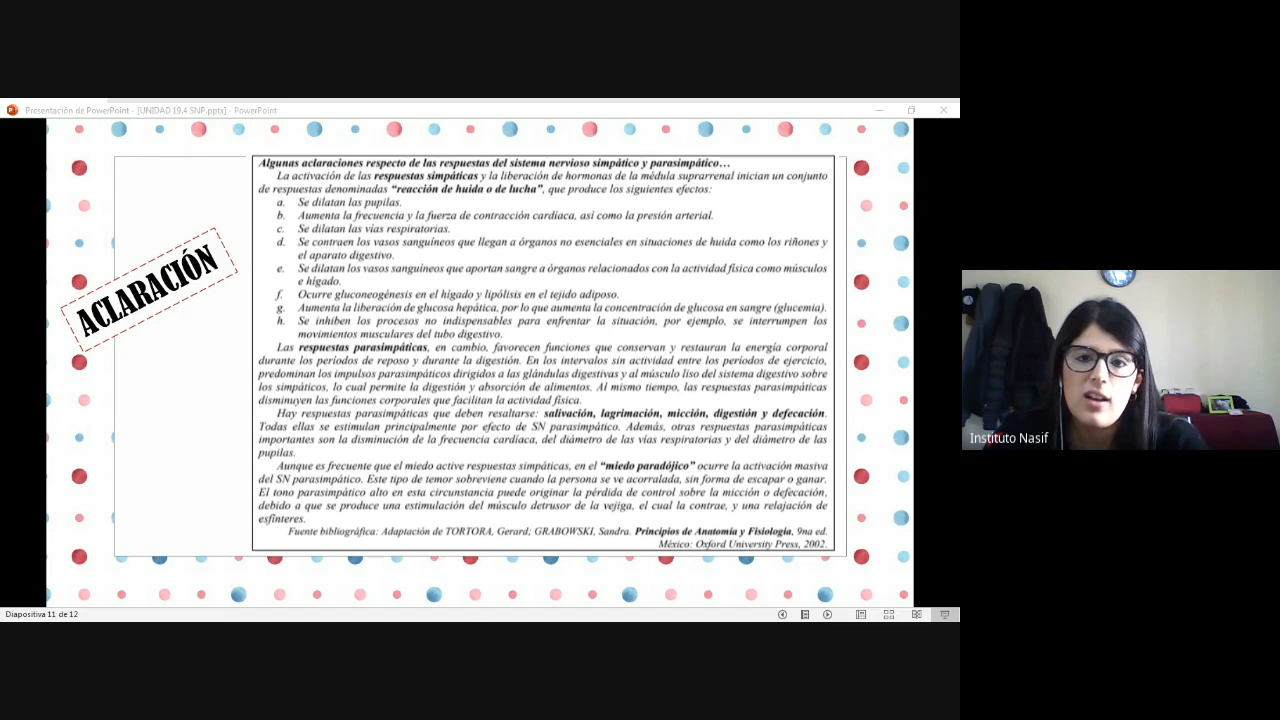 Presentación de PowerPoint - [UNIDAD 19.4 SNP.pptx] - PowerPoint
ACLARACIÓN
Algunas aclaraciones respecto de las respuestas del sistema nervioso simpático y parasimpático…
La activación de las respuestas simpáticas y la liberación de hormonas de la médula suprarrenal inician un conjunto
de respuestas denominadas “reacción de huida o de lucha”, que produce los siguientes efectos:
a. Se dilatan las pupilas.
b. Aumenta la frecuencia y la fuerza de contracción cardíaca, así como la presión arterial.
c. Se dilatan las vías respiratorias.
d. Se contraen los vasos sanguíneos que llegan a órganos no esenciales en situaciones de huida como los riñones y
el aparato digestivo.
e. Se dilatan los vasos sanguíneos que aportan sangre a órganos relacionados con la actividad física como músculos
e hígado.
f. Ocurre gluconeogénesis en el hígado y lipólisis en el tejido adiposo.
g. Aumenta la liberación de glucosa hepática, por lo que aumenta la concentración de glucosa en sangre (glucemia).
h. Se inhiben los procesos no indispensables para enfrentar la situación, por ejemplo, se interrumpen los
movimientos musculares del tubo digestivo.
Las respuestas parasimpáticas, en cambio, favorecen funciones que conservan y restauran la energía corporal
durante los períodos de reposo y durante la digestión. En los intervalos sin actividad entre los períodos de ejercicio,
predominan los impulsos parasimpáticos dirigidos a las glándulas digestivas y al músculo liso del sistema digestivo sobre
los simpáticos, lo cual permite la digestión y absorción de alimentos. Al mismo tiempo, las respuestas parasimpáticas
disminuyen las funciones corporales que facilitan la actividad física.
Hay respuestas parasimpáticas que deben resaltarse: salivación, lagrimación, micción, digestión y defecación.
Todas ellas se estimulan principalmente por efecto de SN parasimpático. Además, otras respuestas parasimpáticas
importantes son la disminución de la frecuencia cardíaca, del diámetro de las vías respiratorias y del diámetro de las
pupilas.
Aunque es frecuente que el miedo active respuestas simpáticas, en el “miedo paradójico” ocurre la activación masiva
del SN parasimpático. Este tipo de temor sobreviene cuando la persona se ve acorralada, sin forma de escapar o ganar.
El tono parasimpático alto en esta circunstancia puede originar la pérdida de control sobre la micción o defecación,
debido a que se produce una estimulación del músculo detrusor de la vejiga, el cual la contrae, y una relajación de
esfínteres.
Fuente bibliográfica: Adaptación de TORTORA, Gerard; GRABOWSKI, Sandra. Principios de Anatomía y Fisiología, 9na ed.
México: Oxford University Press, 2002.
Instituto Nasif
Diapositiva 11 de 12